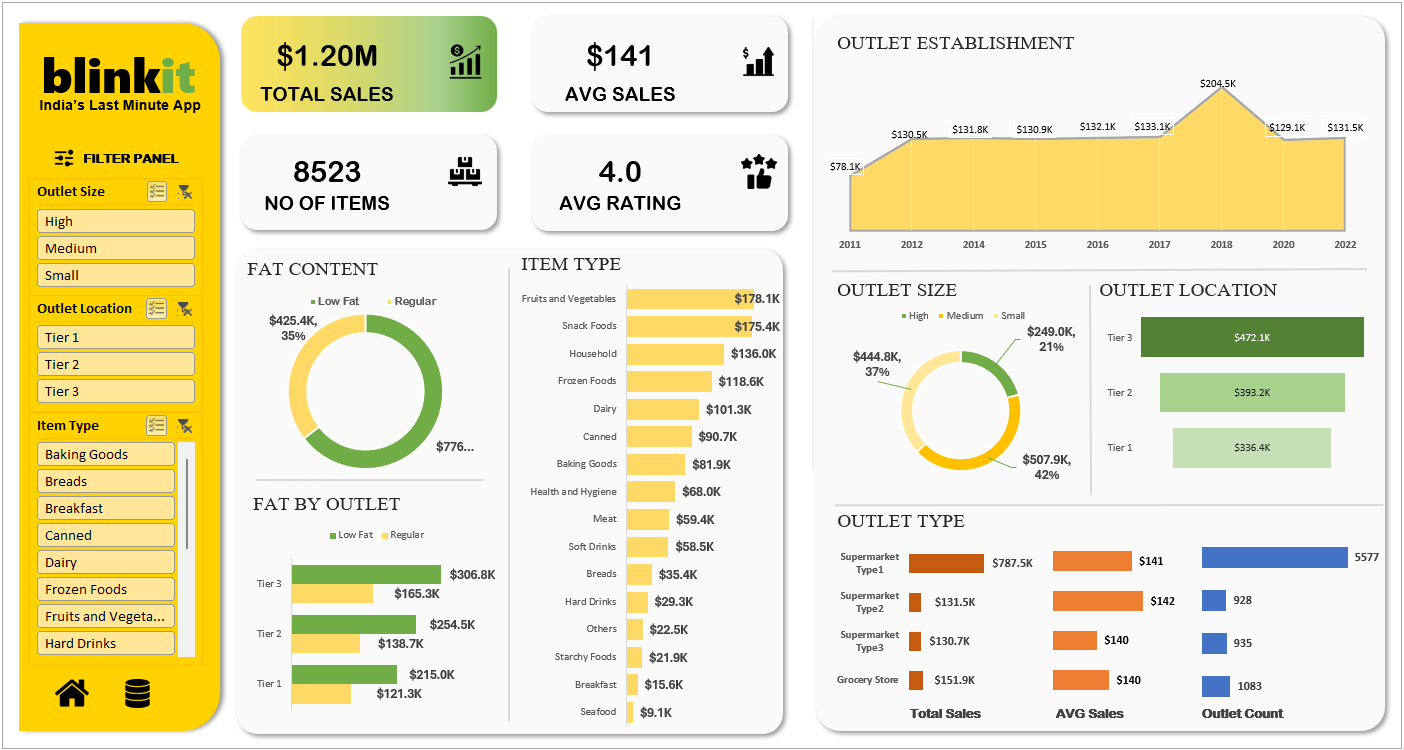 blinkit
India's Last Minute App
FILTER PANEL
Outlet Size
High
Medium
Small
Outlet Location
Tier 1
Tier 2
Tier 3
Item Type
Baking Goods
Breads
Breakfast
Canned
Dairy
Frozen Foods
Fruits and Vegeta...
Hard Drinks
$1.20M
TOTAL SALES
$
$141
AVG SALES
$
8523
NO OF ITEMS
4.0
AVG RATING
FAT CONTENT
Low Fat Regular
$425.4K,
35%
$776...
FAT BY OUTLET
Low Fat Regular
Tier 3 $306.8K
$165.3K
Tier 2 $254.5K
$138.7K
Tier 1 $215.0K
$121.3K
ITEM TYPE
Fruits and Vegetables $178.1K
Snack Foods $175.4K
Household $136.0K
Frozen Foods $118.6K
Dairy $101.3K
Canned $90.7K
Baking Goods $81.9K
Health and Hygiene $68.0K
Meat $59.4K
Soft Drinks $58.5K
Breads $35.4K
Hard Drinks $29.3K
Others $22.5K
Starchy Foods $21.9K
Breakfast $15.6K
Seafood $9.1K
OUTLET ESTABLISHMENT
$78.1K $130.5K $131.8K $130.9K $132.1K $133.1K $204.5K $129.1K $131.5K
2011 2012 2014 2015 2016 2017 2018 2020 2022
OUTLET SIZE
High Medium Small
$249.0K,
21%
$444.8K,
37%
$507.9K,
42%
OUTLET LOCATION
Tier 3 $472.1K
Tier 2 $393.2K
Tier 1 $336.4K
OUTLET TYPE
Supermarket
Type1 $787.5K $141 5577
Supermarket
Type2 $131.5K $142 928
Supermarket
Type3 $130.7K $140 935
Grocery Store $151.9K $140 1083
Total Sales AVG Sales Outlet Count